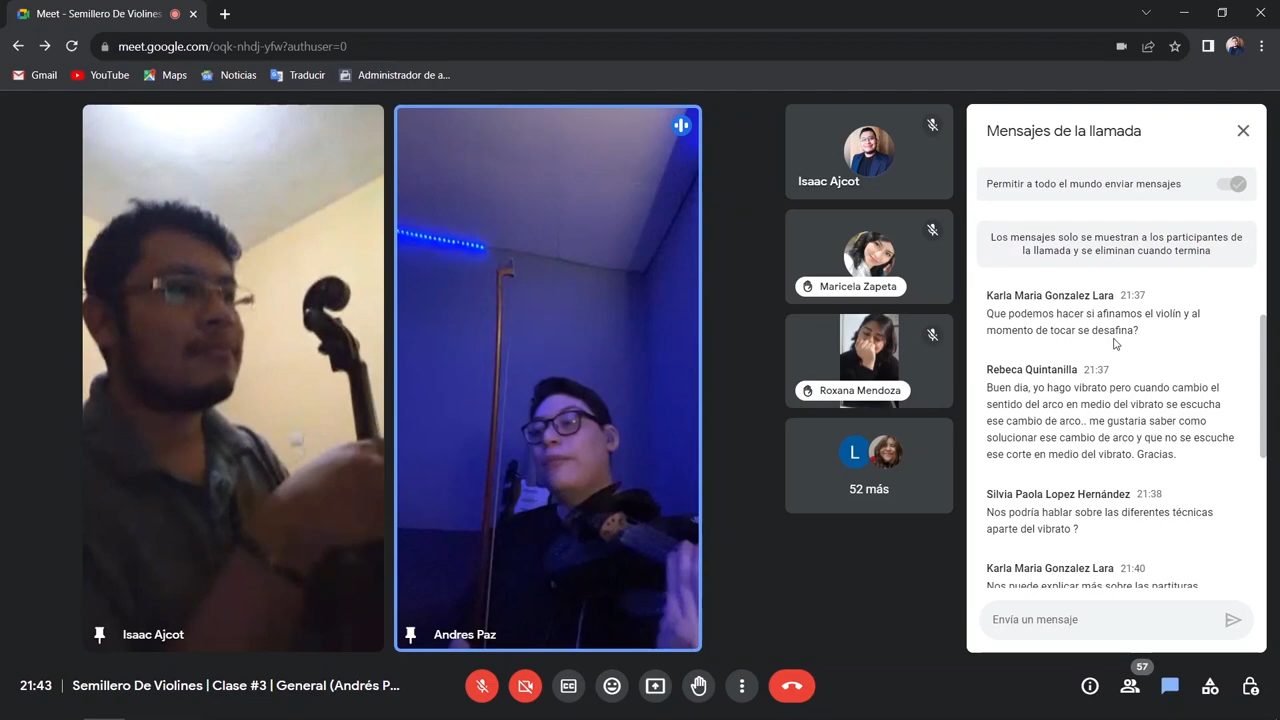 Meet - Semillero De Violines
meet.google.com/oqk-nhdj-yfw?authuser=0
Gmail
YouTube
Maps
Noticias
Traducir
Administrador de a...
Isaac Ajcot
Andres Paz
Isaac Ajcot
Maricela Zapeta
Roxana Mendoza
L
52 más
Mensajes de la llamada
Permitir a todo el mundo enviar mensajes
Los mensajes solo se muestran a los participantes de
la llamada y se eliminan cuando termina
Karla Maria Gonzalez Lara 21:37
Que podemos hacer si afinamos el violín y al
momento de tocar se desafina?
Rebeca Quintanilla 21:37
Buen dia, yo hago vibrato pero cuando cambio el
sentido del arco en medio del vibrato se escucha
ese cambio de arco.. me gustaria saber como
solucionar ese cambio de arco y que no se escuche
ese corte en medio del vibrato. Gracias.
Silvia Paola Lopez Hernández 21:38
Nos podría hablar sobre las diferentes técnicas
aparte del vibrato ?
Karla Maria Gonzalez Lara 21:40
Nos puede explicar más sobre las partituras
Envía un mensaje
21:43 | Semillero De Violines | Clase #3 | General (Andrés P...
57